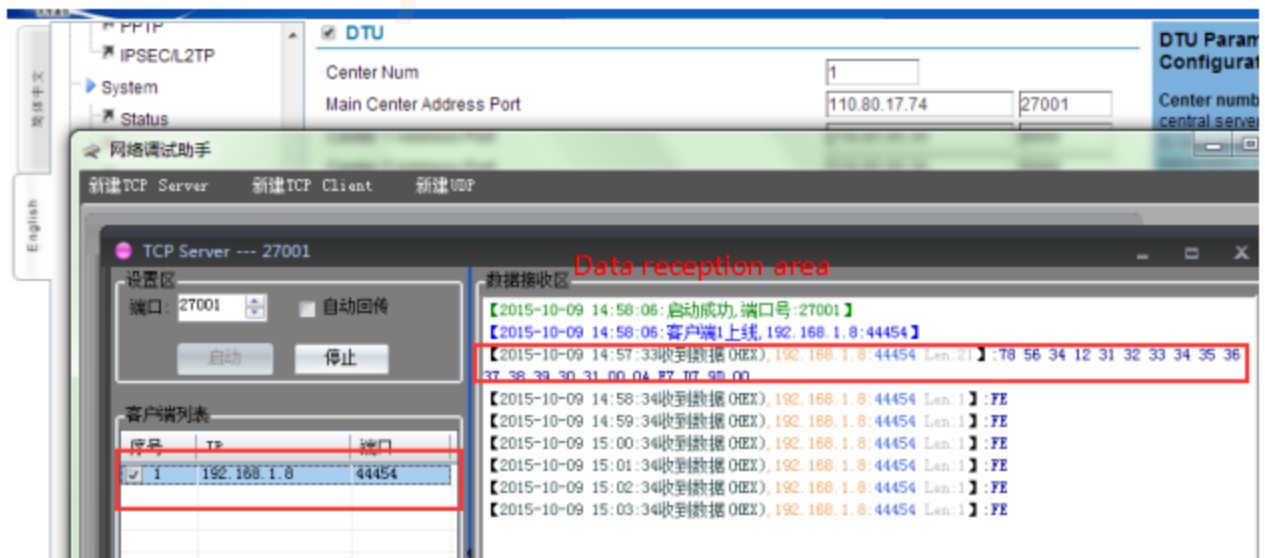 PPTP
IPSEC/L2TP
System
Status
简体中文
English
DTU
Center Num
1
Main Center Address Port
110.80.17.74
27001
DTU Param
Configurat
Center numb
central server
网络调试助手
新建TCP Server
新建TCP Client
新建UDP
TCP Server --- 27001
设置区
端口: 27001
自动回传
启动
停止
客户端列表
序号
IP
端口
1
192.168.1.8
44454
数据接收区
Data reception area
【2015-10-09 14:58:06:启动成功,端口号:27001】
【2015-10-09 14:58:06:客户端1上线,192.168.1.8:44454】
【2015-10-09 14:57:33收到数据(HEX),192.168.1.8:44454 Len:21】:78 56 34 12 31 32 33 34 35 36
37 38 39 30 31 00 0A E7 D7 9D 00
【2015-10-09 14:58:34收到数据(HEX),192.168.1.8:44454 Len:1】:FE
【2015-10-09 14:59:34收到数据(HEX),192.168.1.8:44454 Len:1】:FE
【2015-10-09 15:00:34收到数据(HEX),192.168.1.8:44454 Len:1】:FE
【2015-10-09 15:01:34收到数据(HEX),192.168.1.8:44454 Len:1】:FE
【2015-10-09 15:02:34收到数据(HEX),192.168.1.8:44454 Len:1】:FE
【2015-10-09 15:03:34收到数据(HEX),192.168.1.8:44454 Len:1】:FE